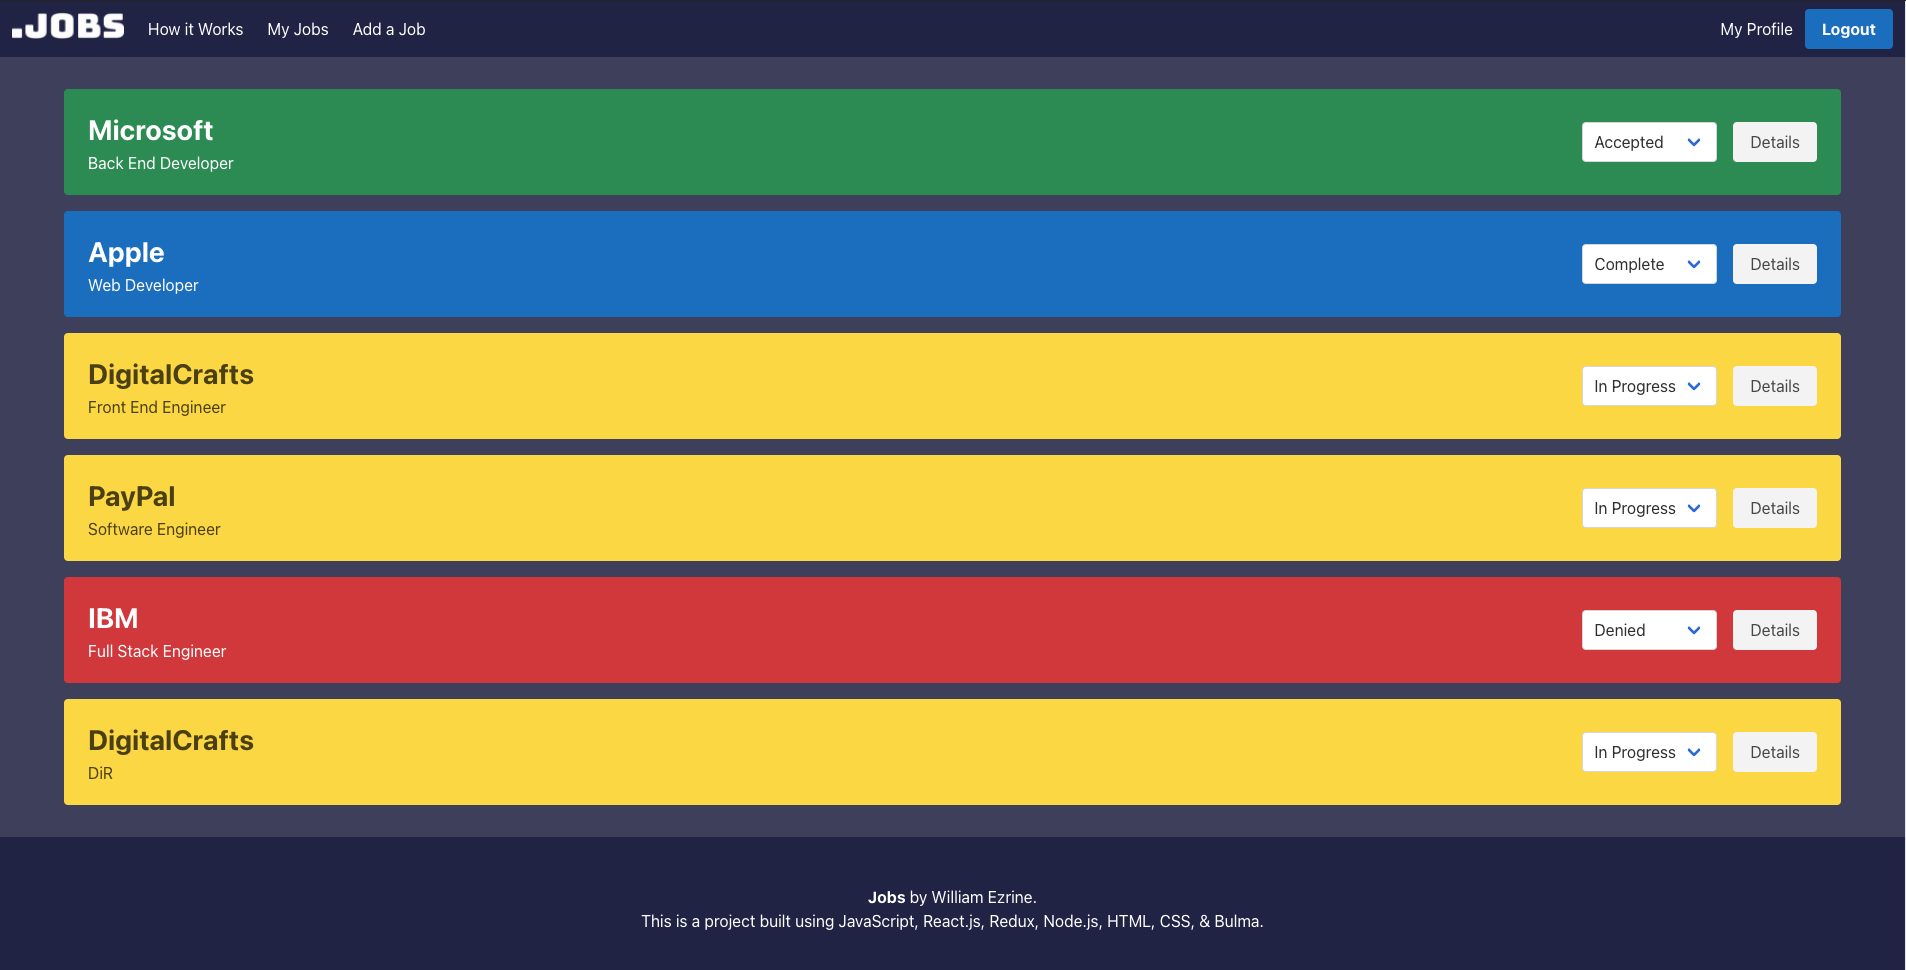 .JOBS How it Works My Jobs Add a Job My Profile Logout
Microsoft
Back End Developer
Accepted Details
Apple
Web Developer
Complete Details
DigitalCrafts
Front End Engineer
In Progress Details
PayPal
Software Engineer
In Progress Details
IBM
Full Stack Engineer
Denied Details
DigitalCrafts
DiR
In Progress Details
Jobs by William Ezrine.
This is a project built using JavaScript, React.js, Redux, Node.js, HTML, CSS, & Bulma.